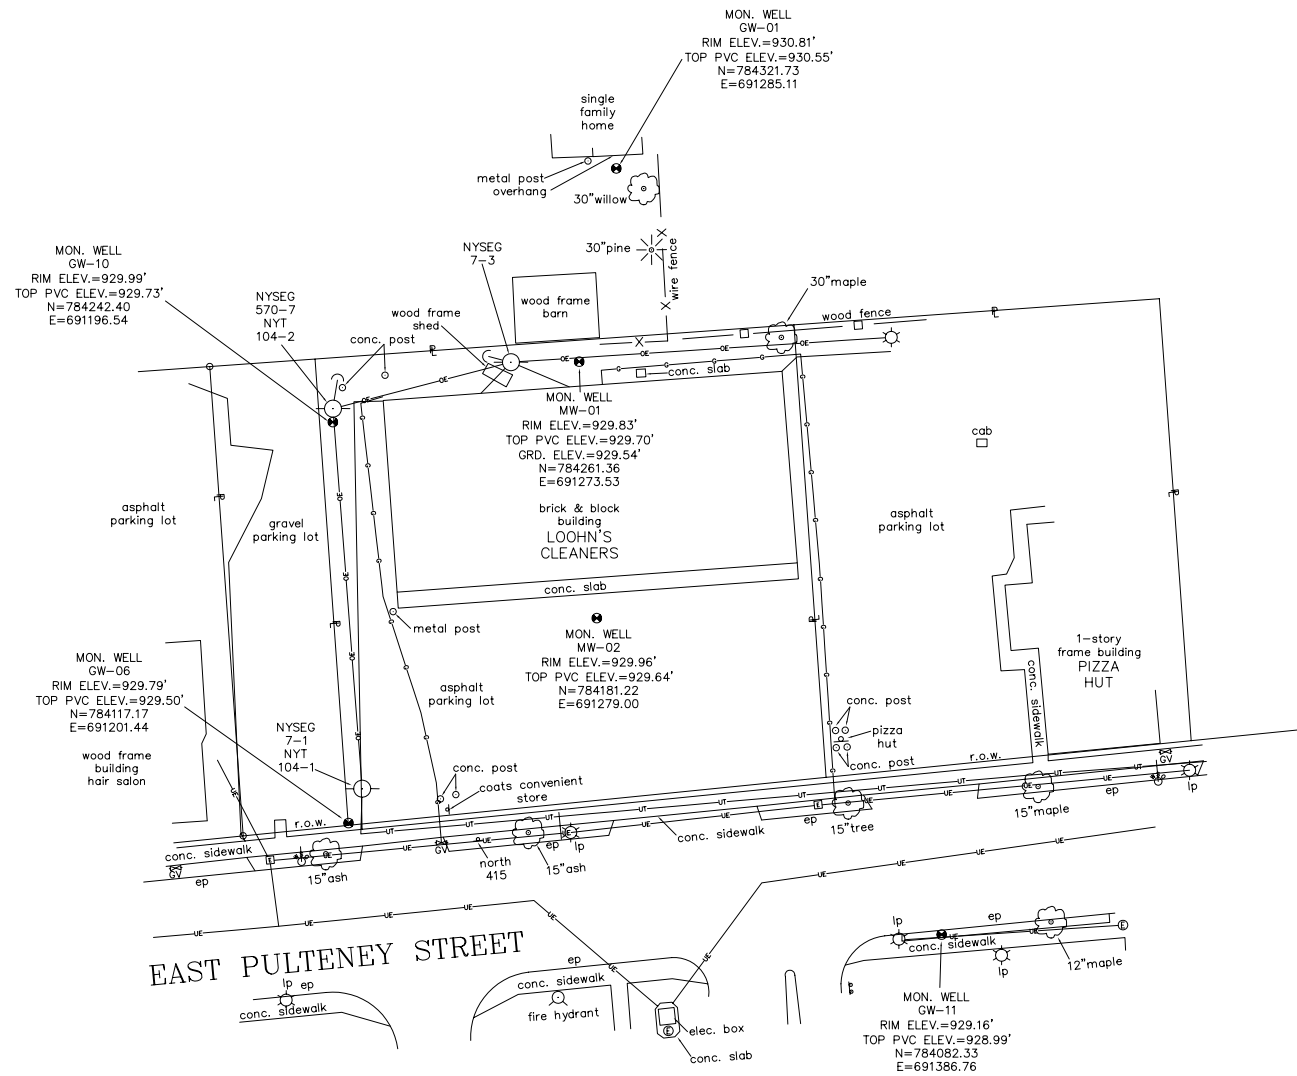 MON. WELL
GW-01
RIM ELEV.=930.81'
TOP PVC ELEV.=930.55'
N=784321.73
E=691285.11
single
family
home
metal post
overhang
30"willow
30"pine
wire fence
MON. WELL
GW-10
RIM ELEV.=929.99'
TOP PVC ELEV.=929.73'
N=784242.40
E=691196.54
NYSEG
7-3
NYSEG
570-7
NYT
104-2
conc. post
wood frame
shed
wood frame
barn
30"maple
wood fence
conc. slab
MON. WELL
MW-01
RIM ELEV.=929.83'
TOP PVC ELEV.=929.70'
GRD. ELEV.=929.54'
N=784261.36
E=691273.53
cab
asphalt
parking lot
gravel
parking lot
brick & block
building
LOOHN'S
CLEANERS
asphalt
parking lot
conc. slab
metal post
MON. WELL
MW-02
RIM ELEV.=929.96'
TOP PVC ELEV.=929.64'
N=784181.22
E=691279.00
1-story
frame building
PIZZA
HUT
conc. sidewalk
MON. WELL
GW-06
RIM ELEV.=929.79'
TOP PVC ELEV.=929.50'
N=784117.17
E=691201.44
asphalt
parking lot
NYSEG
7-1
NYT
104-1
wood frame
building
hair salon
conc. post
pizza
hut
conc. post
r.o.w.
GV
conc. post
coats convenient
store
r.o.w.
lp
ep
15"maple
15"tree
ep
conc. sidewalk
conc. sidewalk
GV
ep
15"ash
GV
north
415
ep
lp
15"ash
EAST PULTENEY STREET
lp
ep
conc. sidewalk
ep
conc. sidewalk
fire hydrant
E
elec. box
conc. slab
lp
ep
E
conc. sidewalk
lp
12"maple
MON. WELL
GW-11
RIM ELEV.=929.16'
TOP PVC ELEV.=928.99'
N=784082.33
E=691386.76